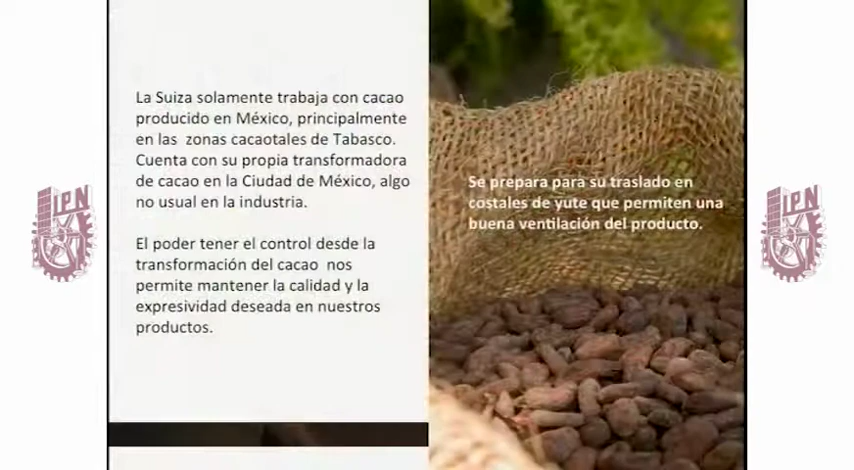 La Suiza solamente trabaja con cacao
producido en México, principalmente
en las  zonas cacaotales de Tabasco.
Cuenta con su propia transformadora
de cacao en la Ciudad de México, algo
no usual en la industria.
El poder tener el control desde la
transformación del cacao  nos
permite mantener la calidad y la
expresividad deseada en nuestros
productos.
Se prepara para su traslado en
costales de yute que permiten una
buena ventilación del producto.
IPN
IPN